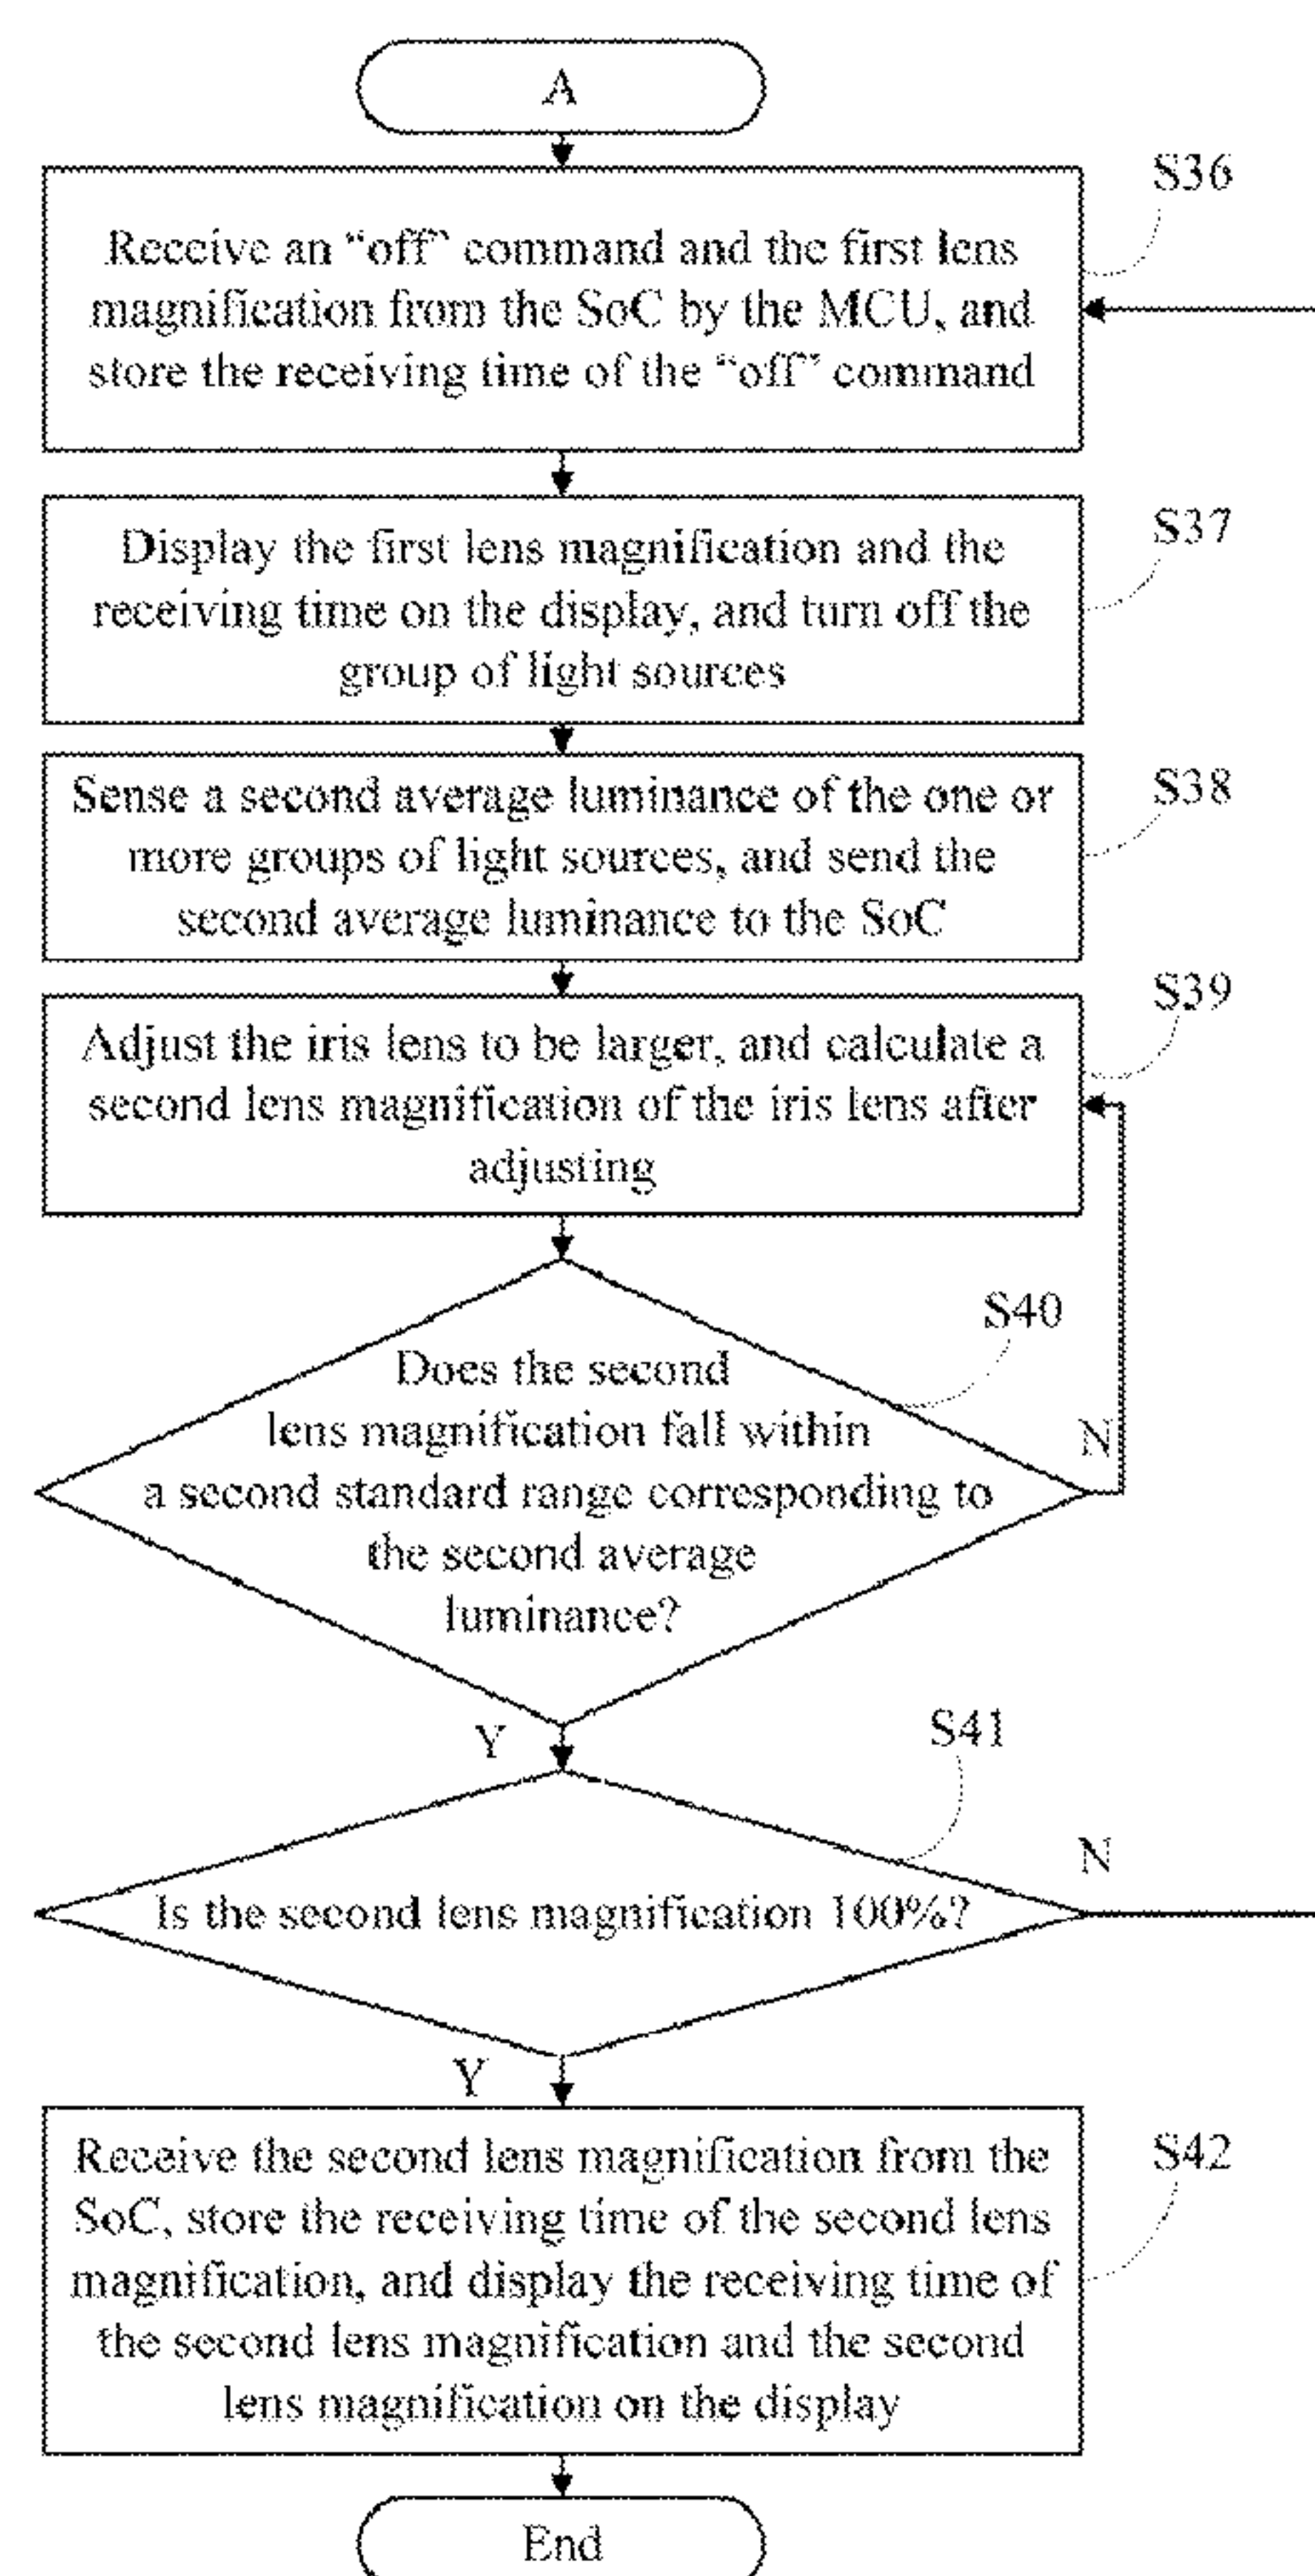 A
S36
Receive an “off” command and the first lens
magnification from the SoC by the MCU, and
store the receiving time of the “off” command
S37
Display the first lens magnification and the
receiving time on the display, and turn off the
group of light sources
S38
Sense a second average luminance of the one or
more groups of light sources, and send the
second average luminance to the SoC
S39
Adjust the iris lens to be larger, and calculate a
second lens magnification of the iris lens after
adjusting
S40
Does the second
lens magnification fall within
a second standard range corresponding to
the second average
luminance?
N
Y
S41
Is the second lens magnification 100%?
N
Y
S42
Receive the second lens magnification from the
SoC, store the receiving time of the second lens
magnification, and display the receiving time of
the second lens magnification and the second
lens magnification on the display
End